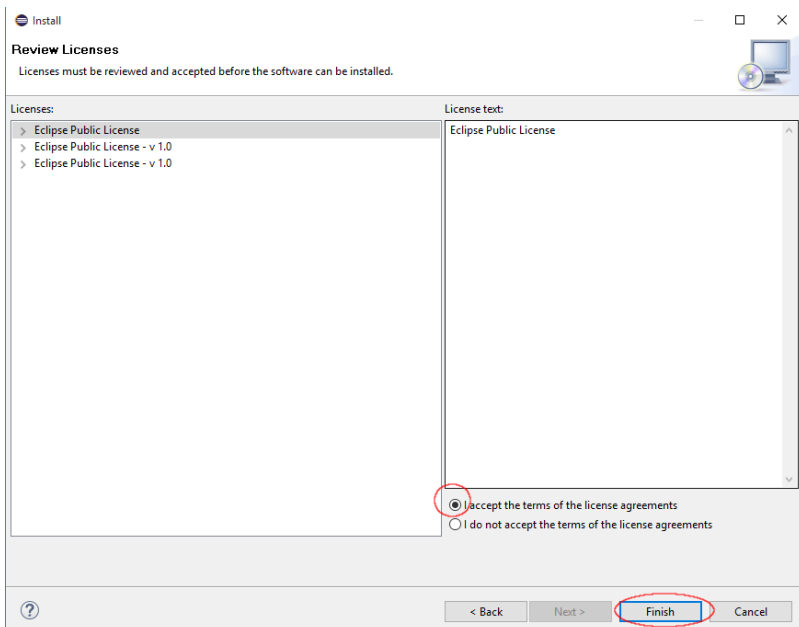 Install
Review Licenses
Licenses must be reviewed and accepted before the software can be installed.
Licenses:
Eclipse Public License
Eclipse Public License - v 1.0
Eclipse Public License - v 1.0
License text:
Eclipse Public License
I accept the terms of the license agreements
I do not accept the terms of the license agreements
?
< Back
Next >
Finish
Cancel